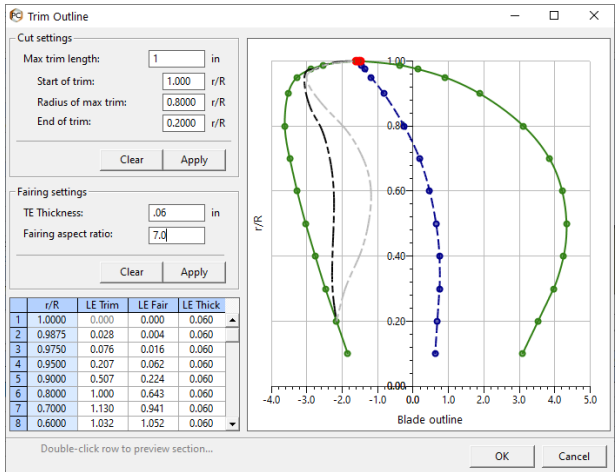 PC Trim Outline
Cut settings
Max trim length: 1 in
Start of trim: 1.000 r/R
Radius of max trim: 0.8000 r/R
End of trim: 0.2000 r/R
Clear Apply
Fairing settings
TE Thickness: .06 in
Fairing aspect ratio: 7.0
Clear Apply
r/R LE Trim LE Fair LE Thick
1 1.0000 0.000 0.000 0.060
2 0.9875 0.028 0.004 0.060
3 0.9750 0.076 0.016 0.060
4 0.9500 0.207 0.062 0.060
5 0.9000 0.507 0.224 0.060
6 0.8000 1.000 0.643 0.060
7 0.7000 1.130 0.941 0.060
8 0.6000 1.032 1.052 0.060
Double-click row to preview section...
1.00
0.80
0.60
0.40
0.20
0.00
r/R
-4.0 -3.0 -2.0 -1.0 0.0 1.0 2.0 3.0 4.0 5.0
Blade outline
OK Cancel